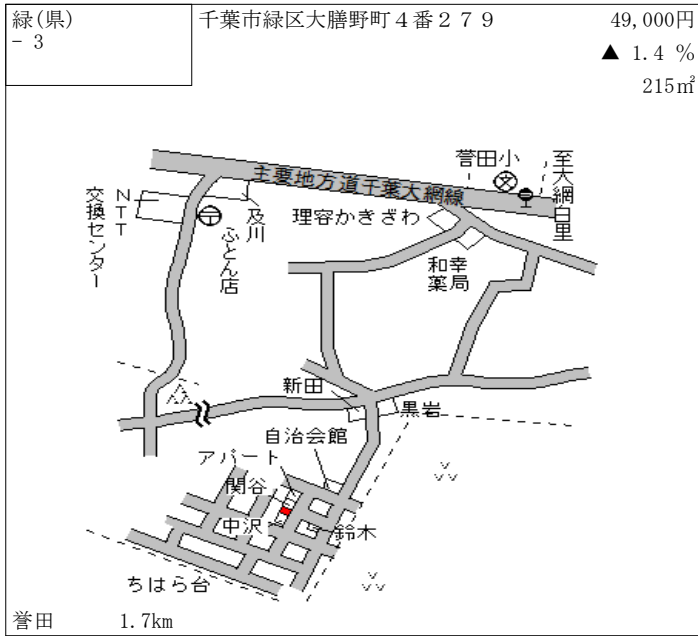 緑(県)
- 3
千葉市緑区大膳野町４番２７９
49,000円
▲ 1.4 %
215㎡
誉田小
至大網白里
主要地方道千葉大網線
NTT
交換センター
及川
ふとん店
理容かきざわ
和幸
薬局
新田
黒岩
自治会館
アパート
関谷
中沢
鈴木
ちはら台
誉田 1.7km